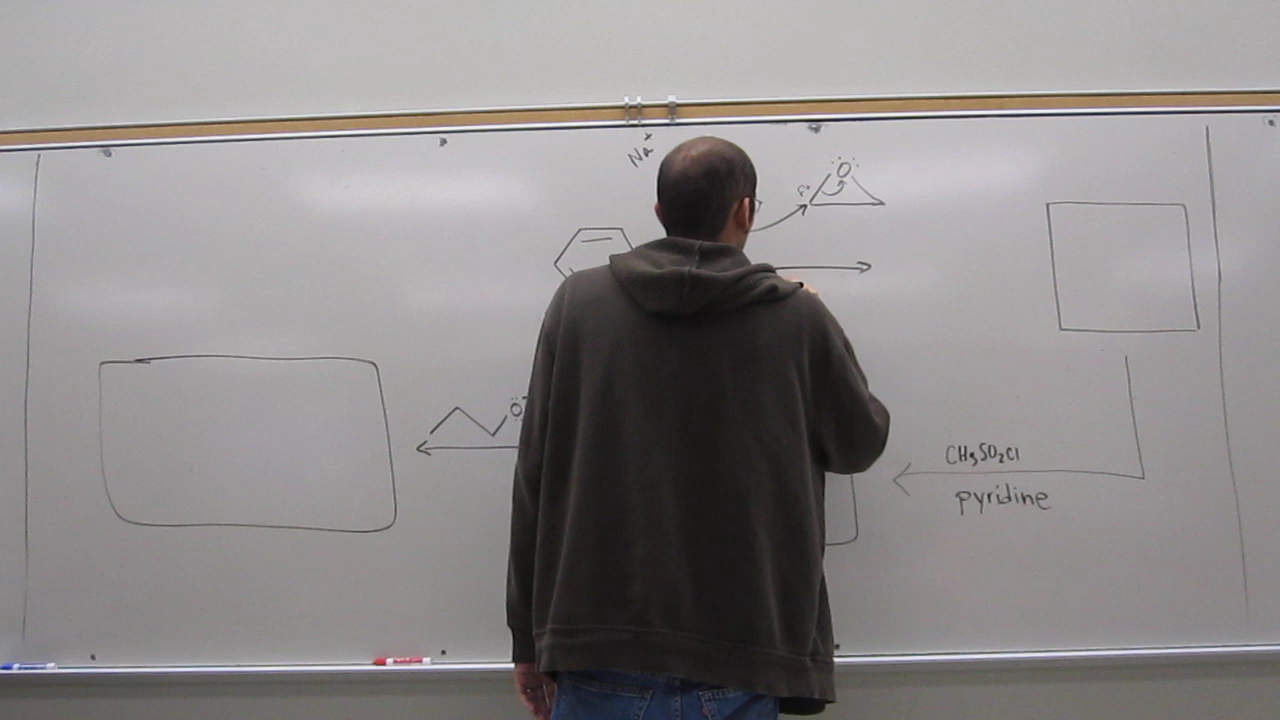 Na+
δ+ :Ö:
:Ö
CH3SO2Cl
pyridine